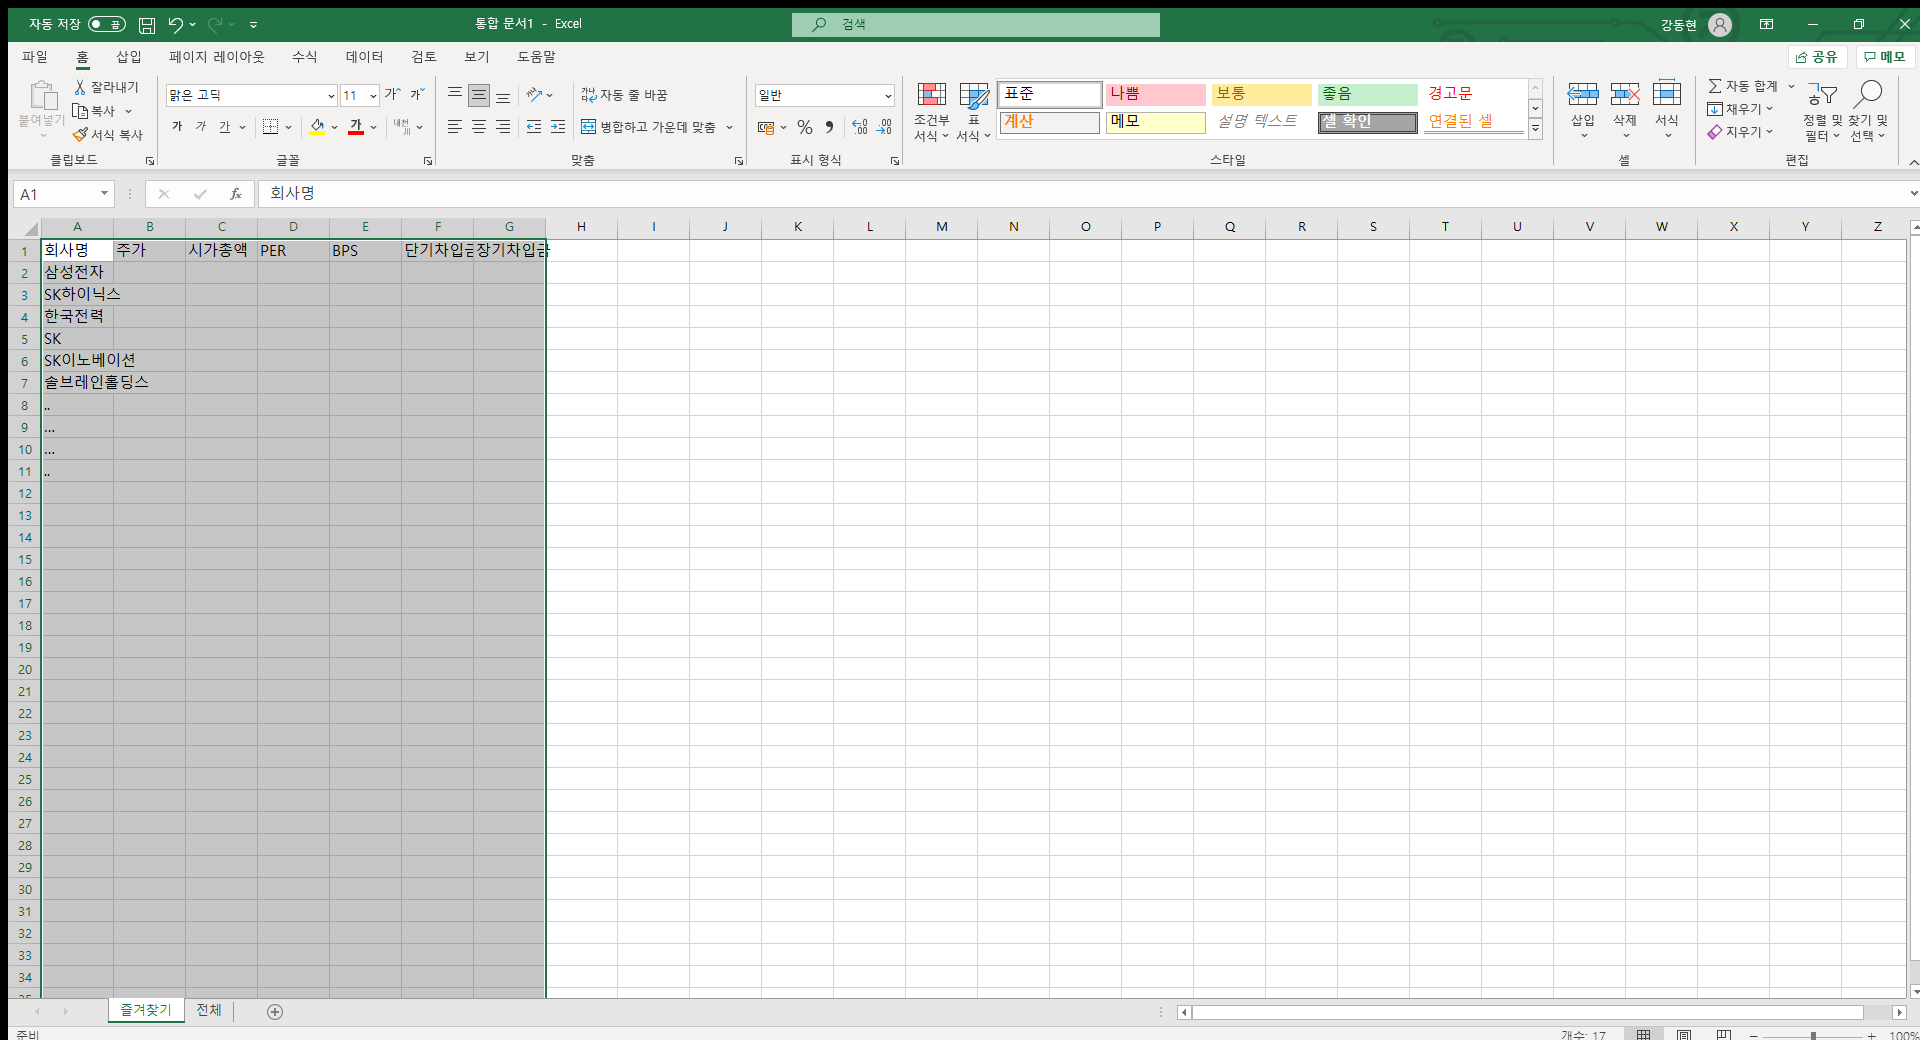 자동 저장 끔 통합 문서1 - Excel 검색 강동현
파일 홈 삽입 페이지 레이아웃 수식 데이터 검토 보기 도움말 공유 메모
붙여넣기 잘라내기 복사 서식 복사 클립보드
맑은 고딕 11 가 가
가 가 가 가 내천 川 글꼴
자동 줄 바꿈
병합하고 가운데 맞춤
맞춤
일반
% 9
표시 형식
조건부 서식 표 서식
표준 나쁨 보통 좋음 경고문
계산 메모 설명 텍스트 셀 확인 연결된 셀
스타일
삽입 삭제 서식
셀
자동 합계
채우기
지우기
정렬 및 필터 찾기 및 선택
편집
A1 fx 회사명
A B C D E F G H I J K L M N O P Q R S T U V W X Y Z
1 회사명 주가 시가총액 PER BPS 단기차입금 장기차입금
2 삼성전자
3 SK하이닉스
4 한국전력
5 SK
6 SK이노베이션
7 솔브레인홀딩스
8 ..
9 ...
10 ...
11 ..
12
13
14
15
16
17
18
19
20
21
22
23
24
25
26
27
28
29
30
31
32
33
34
즐겨찾기 전체
준비 개수: 17 100%